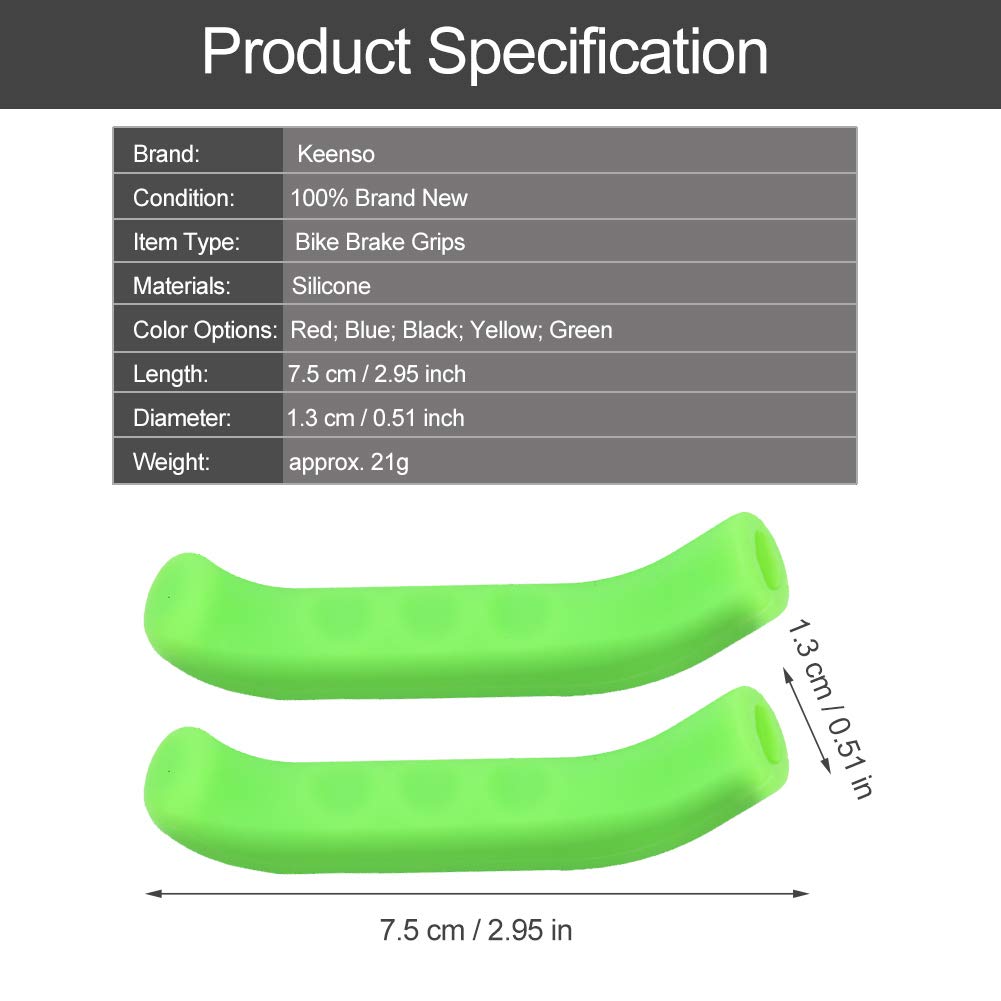 Product Specification
Brand: Keenso
Condition: 100% Brand New
Item Type: Bike Brake Grips
Materials: Silicone
Color Options: Red; Blue; Black; Yellow; Green
Length: 7.5 cm / 2.95 inch
Diameter: 1.3 cm / 0.51 inch
Weight: approx. 21g
1.3 cm / 0.51 in
7.5 cm / 2.95 in